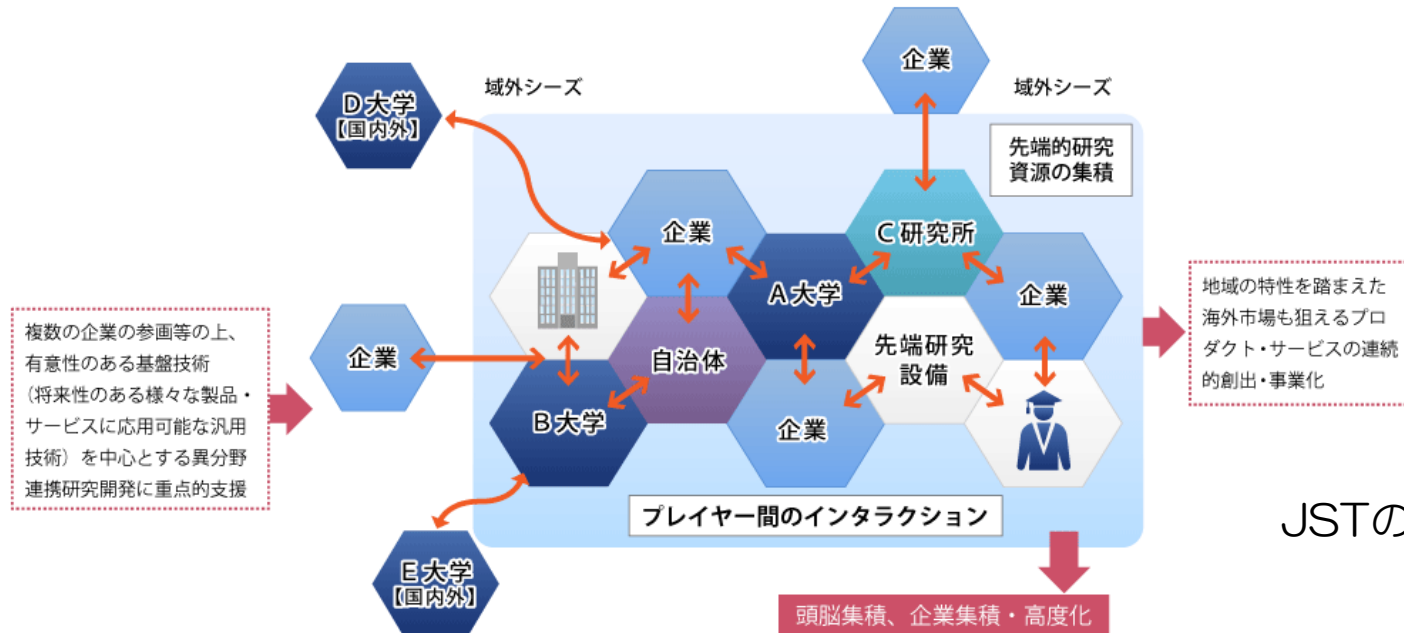 企業
域外シーズ
域外シーズ
D大学
【国内外】
先端的研究
資源の集積
企業
C研究所
A大学
企業
地域の特性を踏まえた
海外市場も狙えるプロ
ダクト・サービスの連続
的創出・事業化
複数の企業の参画等の上、
有意性のある基盤技術
（将来性のある様々な製品・
サービスに応用可能な汎用
技術）を中心とする異分野
連携研究開発に重点的支援
企業
自治体
先端研究
設備
B大学
企業
プレイヤー間のインタラクション
JSTの
E大学
【国内外】
頭脳集積、企業集積・高度化